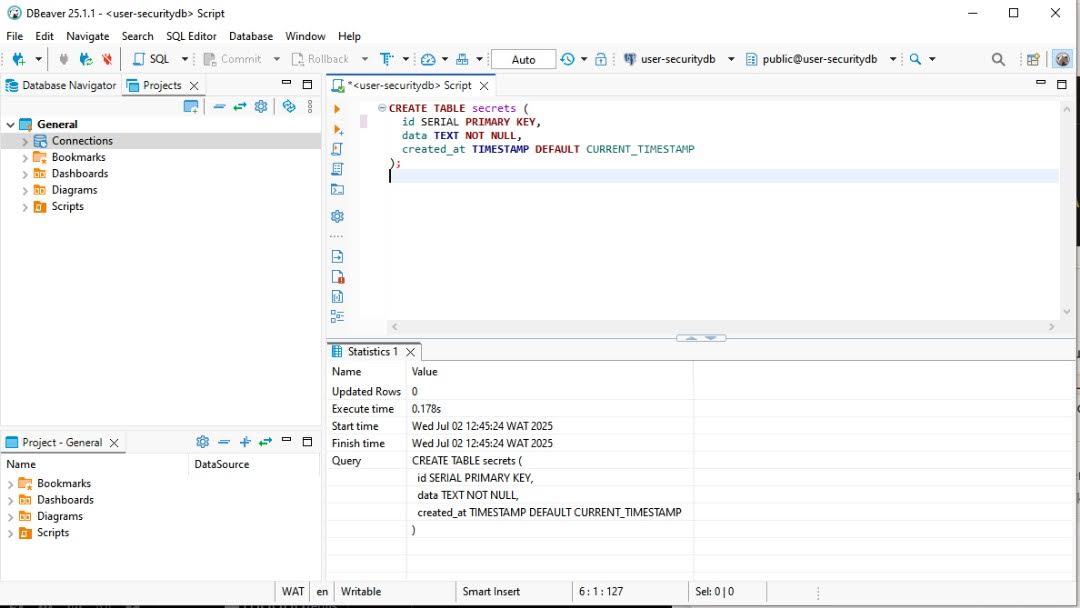 DBeaver 25.1.1 - <user-securitydb> Script
File Edit Navigate Search SQL Editor Database Window Help
SQL Commit Rollback Auto user-securitydb public@user-securitydb
Database Navigator Projects
*<user-securitydb> Script
General
Connections
Bookmarks
Dashboards
Diagrams
Scripts
CREATE TABLE secrets (
id SERIAL PRIMARY KEY,
data TEXT NOT NULL,
created_at TIMESTAMP DEFAULT CURRENT_TIMESTAMP
);
Statistics 1
Name Value
Updated Rows 0
Execute time 0.178s
Start time Wed Jul 02 12:45:24 WAT 2025
Finish time Wed Jul 02 12:45:24 WAT 2025
Query CREATE TABLE secrets (
id SERIAL PRIMARY KEY,
data TEXT NOT NULL,
created_at TIMESTAMP DEFAULT CURRENT_TIMESTAMP
)
Project - General
Name DataSource
Bookmarks
Dashboards
Diagrams
Scripts
WAT en Writable Smart Insert 6 : 1 : 127 Sel: 0 | 0